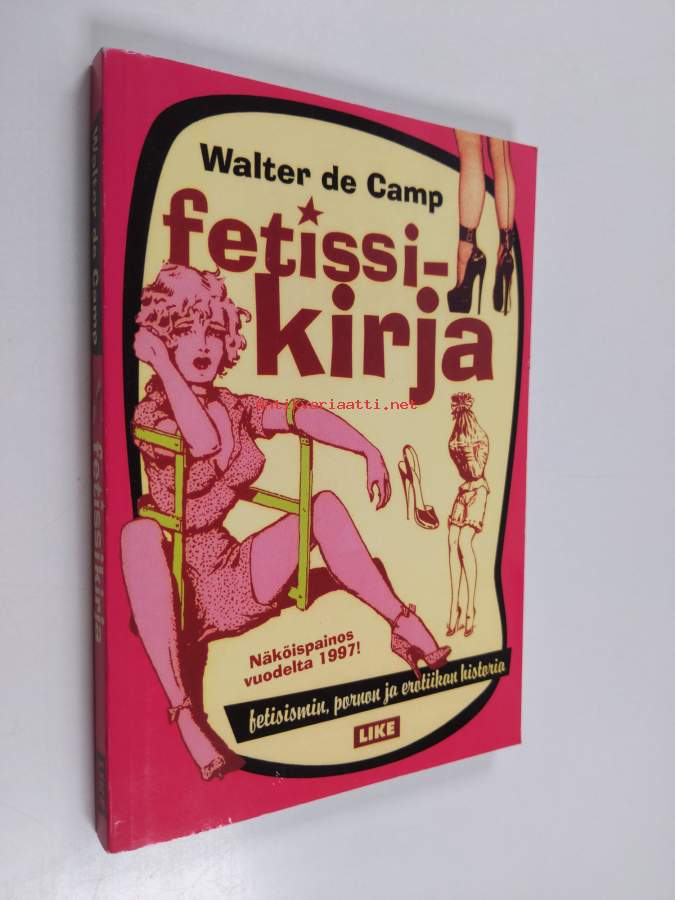 Walter de Camp
fetissi-
kirja
antikvariaatti.net
Näköispainos
vuodelta 1997!
fetisismin, pornon ja erotiikan historia
LIKE
Walter de Camp
fetissikirja
LIKE